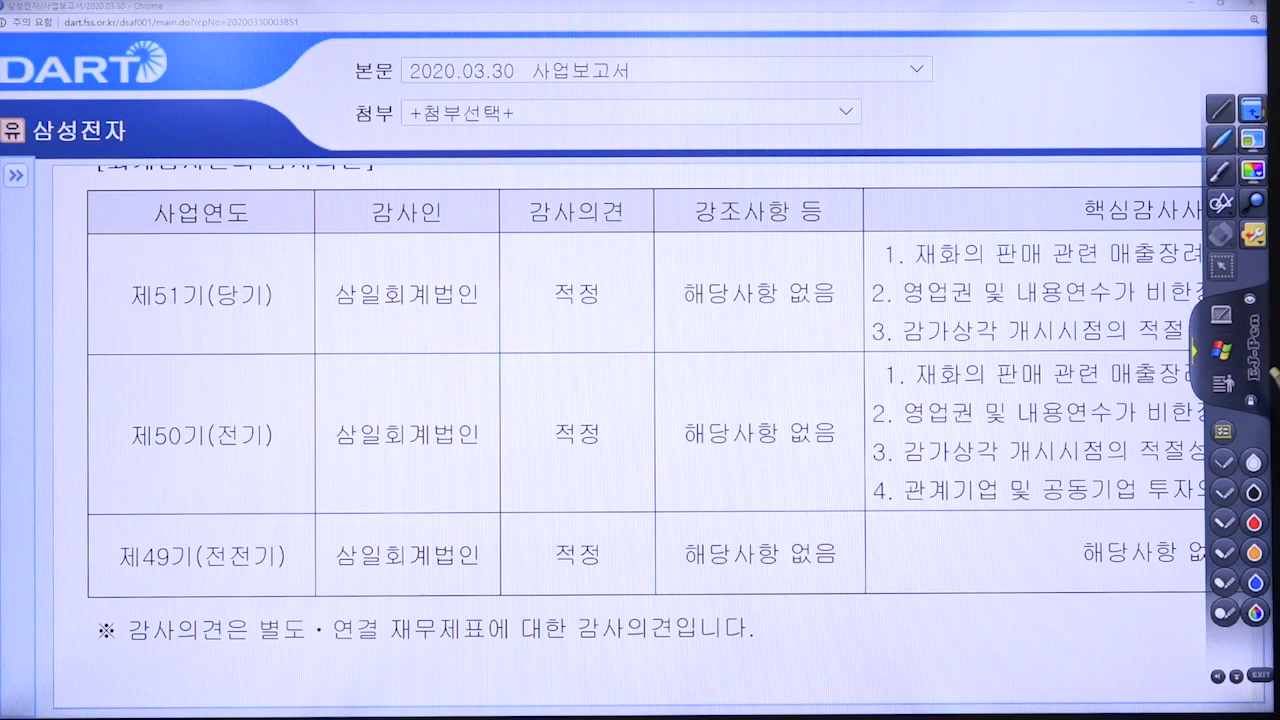 삼성전자/사업보고서/2020.03.30 - Chrome
주의 요함 | dart.fss.or.kr/dsaf001/main.do?rcpNo=20200330003851
DART
본문 2020.03.30 사업보고서
첨부 +첨부선택+
유 삼성전자
사업연도 감사인 감사의견 강조사항 등 핵심감사사
제51기(당기) 삼일회계법인 적정 해당사항 없음
1. 재화의 판매 관련 매출장려
2. 영업권 및 내용연수가 비한정
3. 감가상각 개시시점의 적절
제50기(전기) 삼일회계법인 적정 해당사항 없음
1. 재화의 판매 관련 매출장려
2. 영업권 및 내용연수가 비한정
3. 감가상각 개시시점의 적절성
4. 관계기업 및 공동기업 투자의
제49기(전전기) 삼일회계법인 적정 해당사항 없음 해당사항 없
※ 감사의견은 별도·연결 재무제표에 대한 감사의견입니다.
E.J-Pen
EXIT